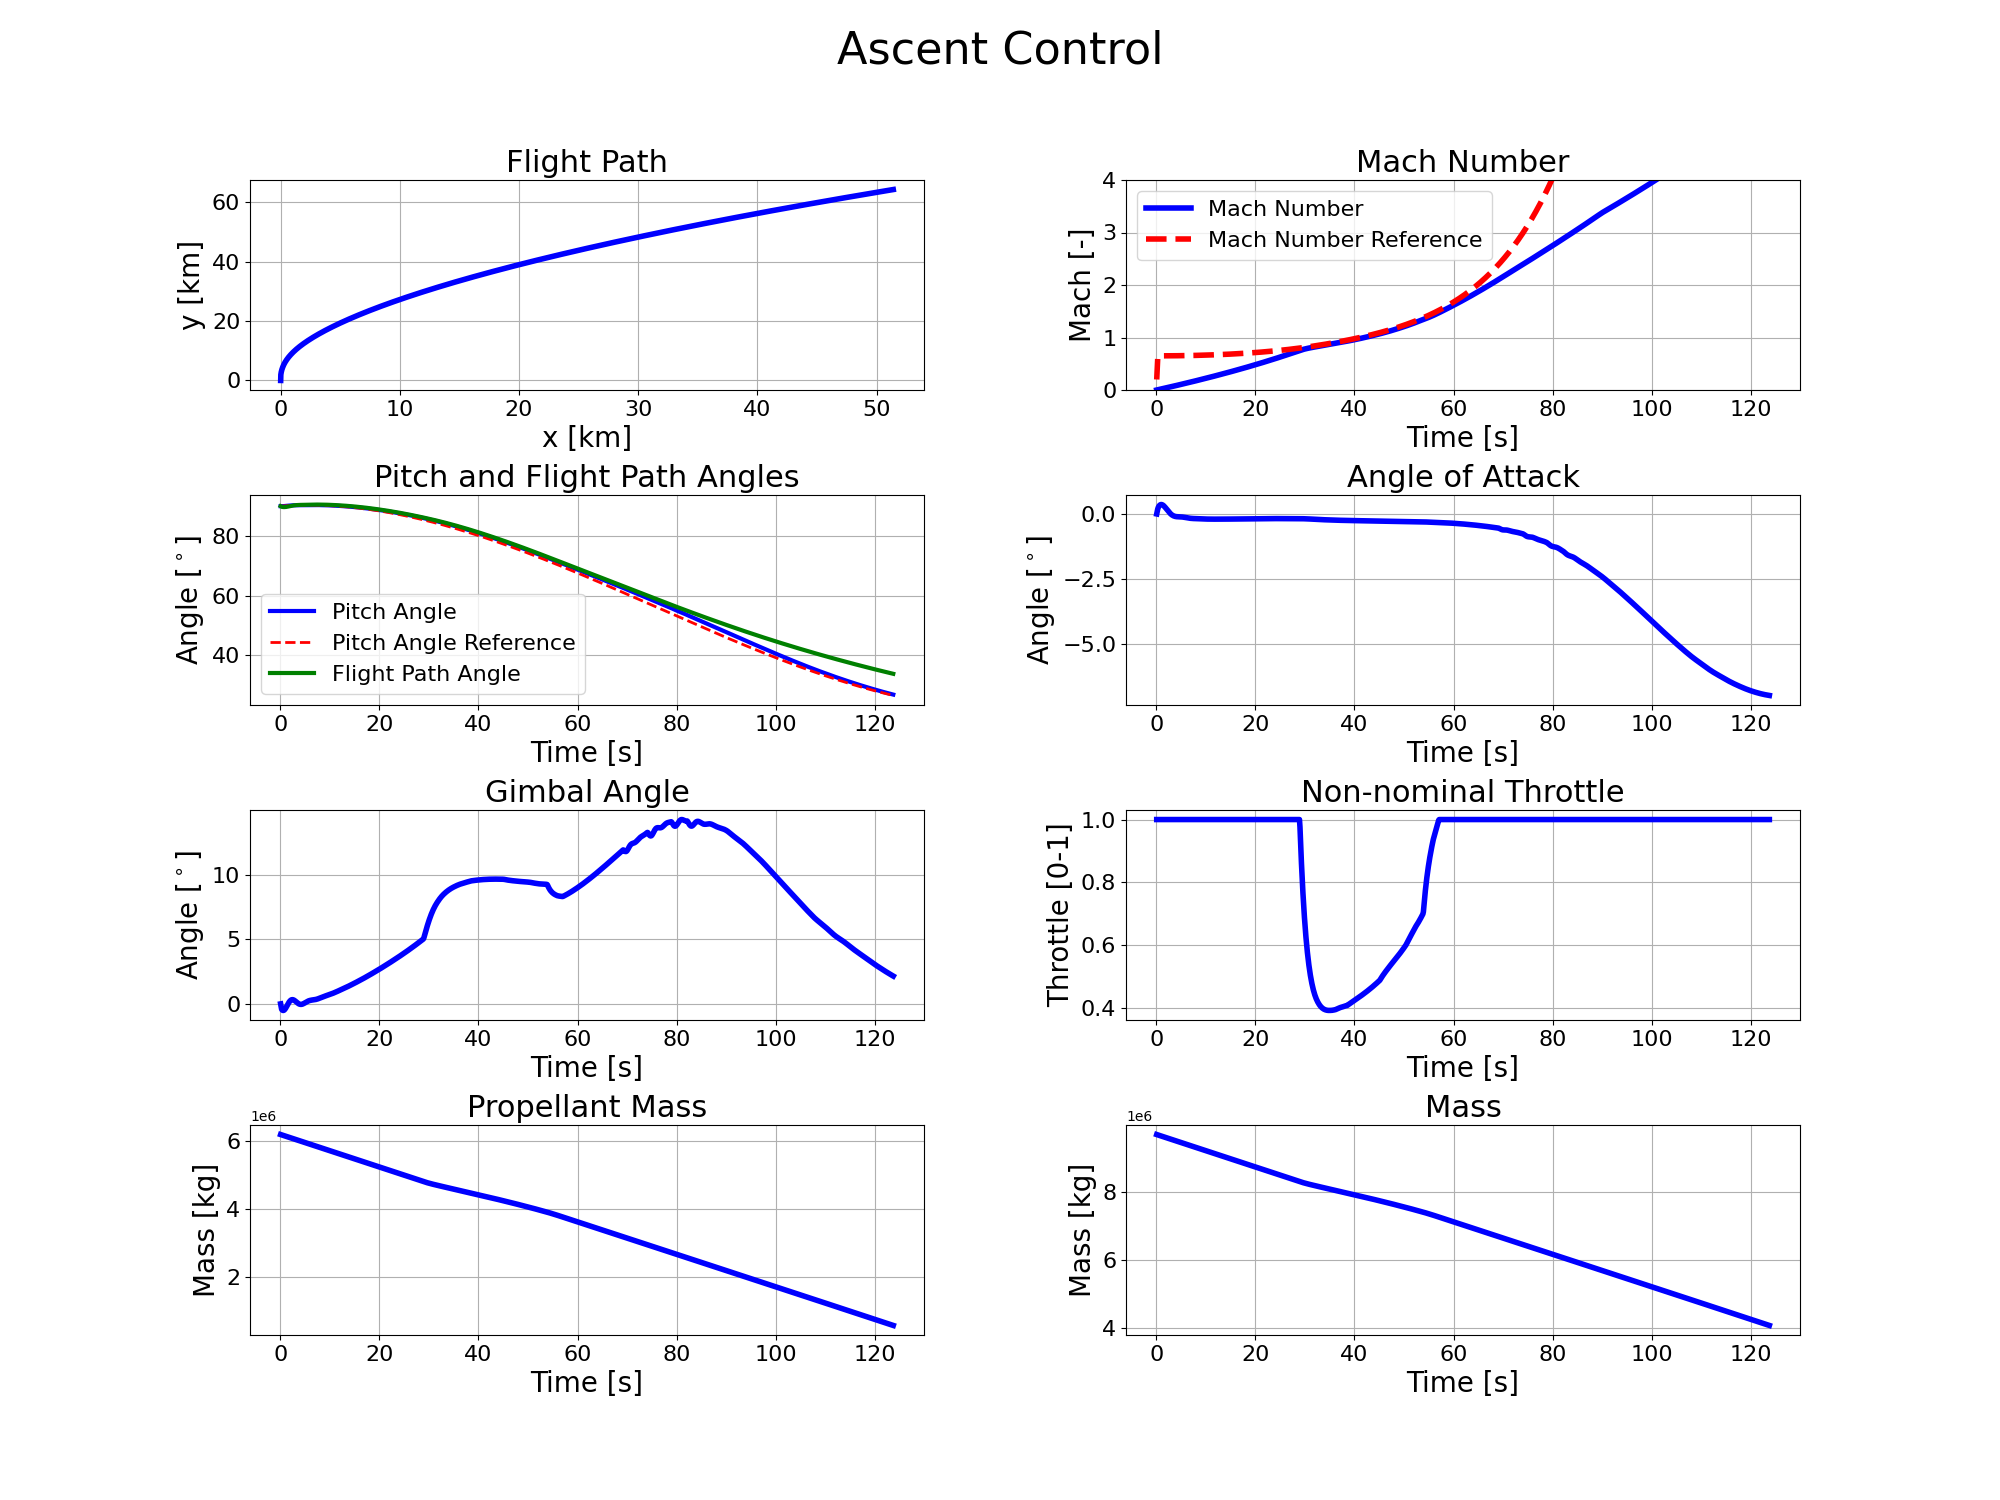 Ascent Control
Flight Path
60
40
20
0
y [km]
0 10 20 30 40 50
x [km]
Mach Number
4
3
2
1
0
Mach [-]
Mach Number
Mach Number Reference
0 20 40 60 80 100 120
Time [s]
Pitch and Flight Path Angles
80
60
40
Angle [°]
Pitch Angle
Pitch Angle Reference
Flight Path Angle
0 20 40 60 80 100 120
Time [s]
Angle of Attack
0.0
−2.5
−5.0
Angle [°]
0 20 40 60 80 100 120
Time [s]
Gimbal Angle
10
5
0
Angle [°]
0 20 40 60 80 100 120
Time [s]
Non-nominal Throttle
1.0
0.8
0.6
0.4
Throttle [0-1]
0 20 40 60 80 100 120
Time [s]
Propellant Mass
1e6
6
4
2
Mass [kg]
0 20 40 60 80 100 120
Time [s]
Mass
1e6
8
6
4
Mass [kg]
0 20 40 60 80 100 120
Time [s]